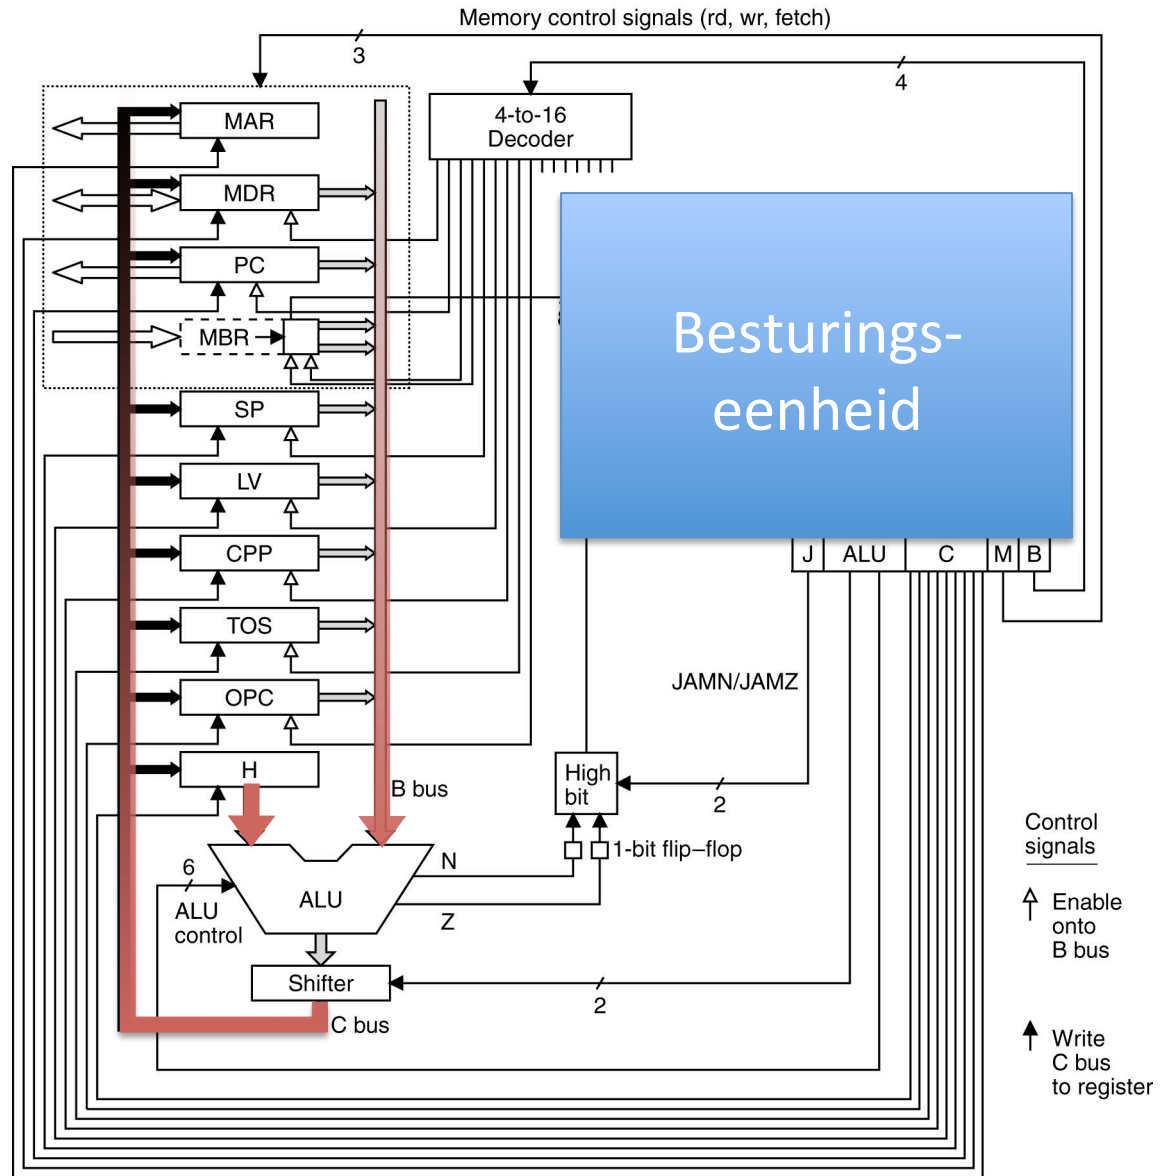 Memory control signals (rd, wr, fetch)
3
4
4-to-16
Decoder
MAR
MDR
PC
MBR
SP
LV
CPP
TOS
OPC
H
Besturings-
eenheid
J
ALU
C
M
B
JAMN/JAMZ
B bus
High
bit
2
1-bit flip–flop
N
Z
6
ALU
control
ALU
Shifter
2
C bus
Control
signals
Enable
onto
B bus
Write
C bus
to register